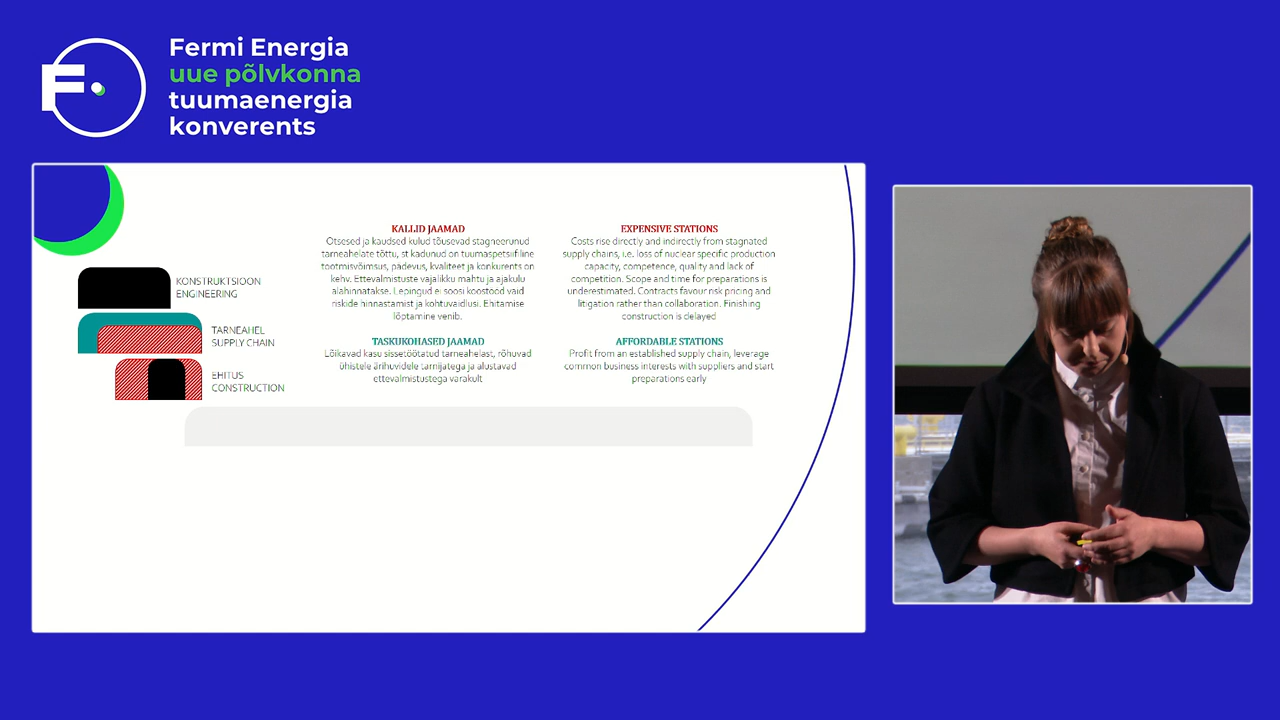 Fermi Energia
uue põlvkonna
tuumaenergia
konverents
KONSTRUKTSIOON
ENGINEERING
TARNEAHEL
SUPPLY CHAIN
EHITUS
CONSTRUCTION
KALLID JAAMAD
Otsesed ja kaudsed kulud tõusevad stagneerunud
tarneahelate tõttu, st kadunud on tuumaspetsiifiline
tootmisvõimsus, padevus, kvaliteet ja konkurents on
kehv. Ettevalmistuste vajalikku mahtu ja ajakulu
alahinnatakse. Lepingud ei soosi koostööd vaid
riskide hinnastamist ja kohtuvaidlusi. Ehitamise
lõptamine venib.
TASKUKOHASED JAAMAD
Lõikavad kasu sissetöötatud tarneahelast, rõhuvad
ühistele ärihuvidele tarnijatega ja alustavad
ettevalmistustega varakult
EXPENSIVE STATIONS
Costs rise directly and indirectly from stagnated
supply chains, i.e. loss of nuclear specific production
capacity, competence, quality and lack of
competition. Scope and time for preparations is
underestimated. Contracts favour risk pricing and
litigation rather than collaboration. Finishing
construction is delayed
AFFORDABLE STATIONS
Profit from an established supply chain, leverage
common business interests with suppliers and start
preparations early